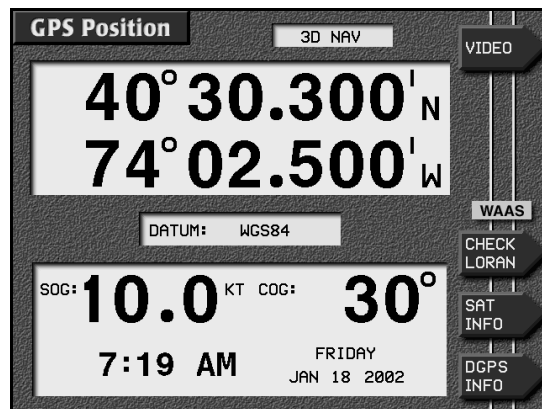 GPS Position
3D NAV
VIDEO
40° 30.300' N
74° 02.500' W
WAAS
DATUM: WGS84
CHECK
LORAN
SOG: 10.0 KT COG: 30°
SAT
INFO
7:19 AM
FRIDAY
JAN 18 2002
DGPS
INFO